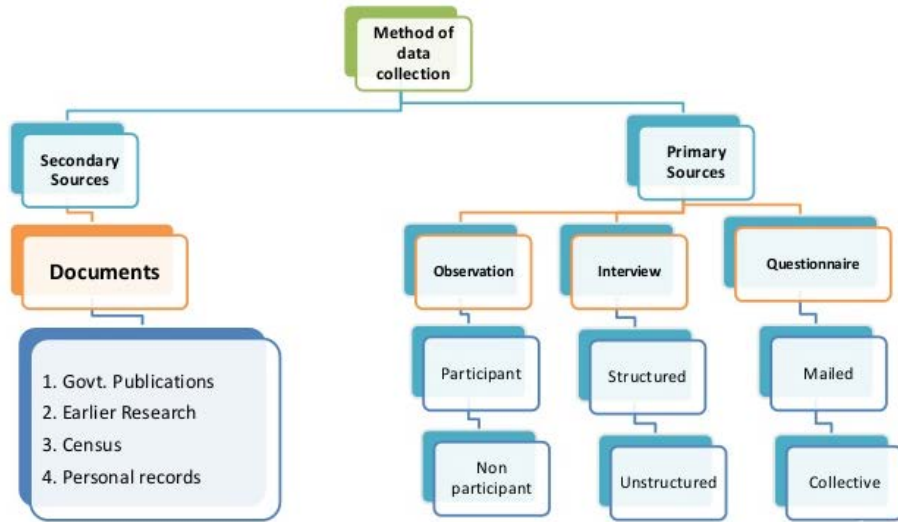 Method of
data
collection
Secondary
Sources
Primary
Sources
Documents
Observation
Interview
Questionnaire
1. Govt. Publications
2. Earlier Research
3. Census
4. Personal records
Participant
Structured
Mailed
Non
participant
Unstructured
Collective